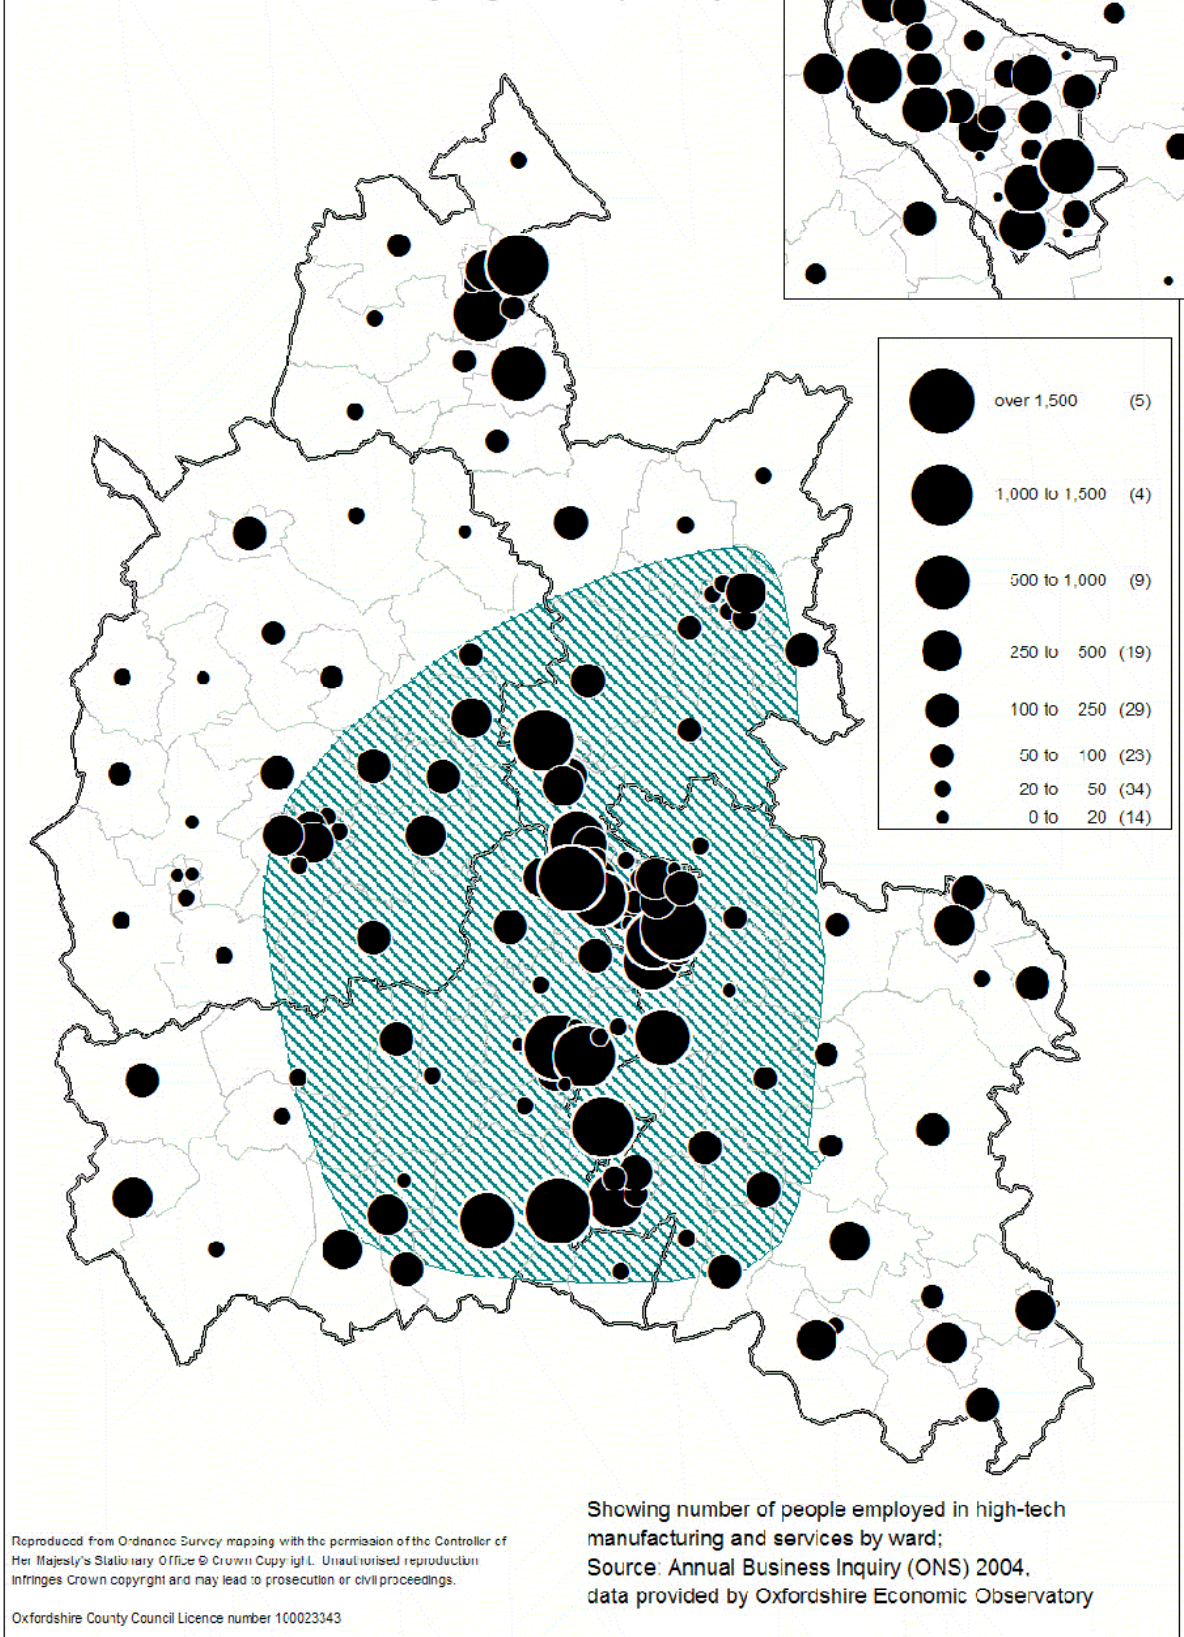 over 1,500 (5)
1,000 to 1,500 (4)
500 to 1,000 (9)
250 to 500 (19)
100 to 250 (29)
50 to 100 (23)
20 to 50 (34)
0 to 20 (14)
Showing number of people employed in high-tech
manufacturing and services by ward;
Source: Annual Business Inquiry (ONS) 2004,
data provided by Oxfordshire Economic Observatory
Reproduced from Ordnance Survey mapping with the permission of the Controller of
Her Majesty's Stationary Office © Crown Copyright. Unauthorised reproduction
infringes Crown copyright and may lead to prosecution or civil proceedings.
Oxfordshire County Council Licence number 100023343